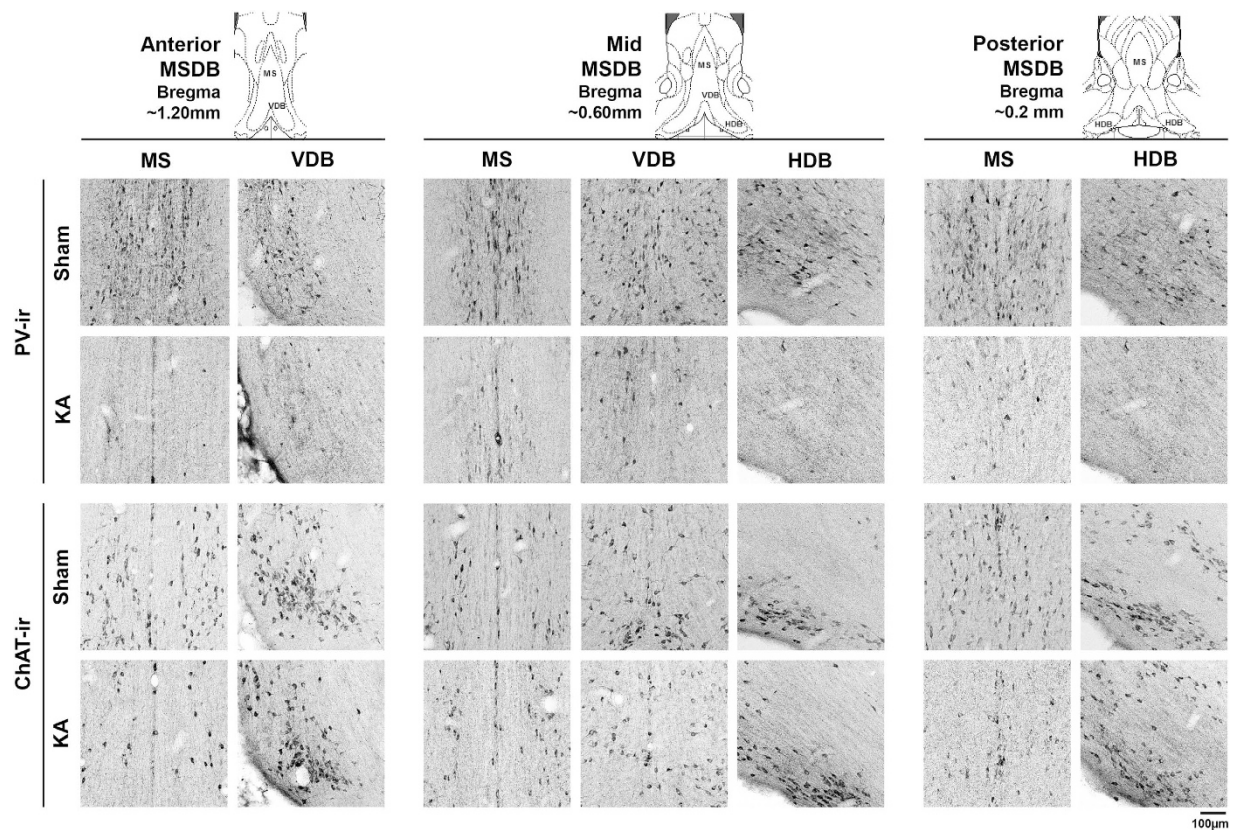 Anterior
MSDB
Bregma
~1.20mm
MS
VDB
Mid
MSDB
Bregma
~0.60mm
MS
VDB
HDB
Posterior
MSDB
Bregma
~0.2 mm
MS
HDB
HDB
MS
VDB
MS
VDB
HDB
MS
HDB
PV-ir
Sham
KA
ChAT-ir
Sham
KA
100µm